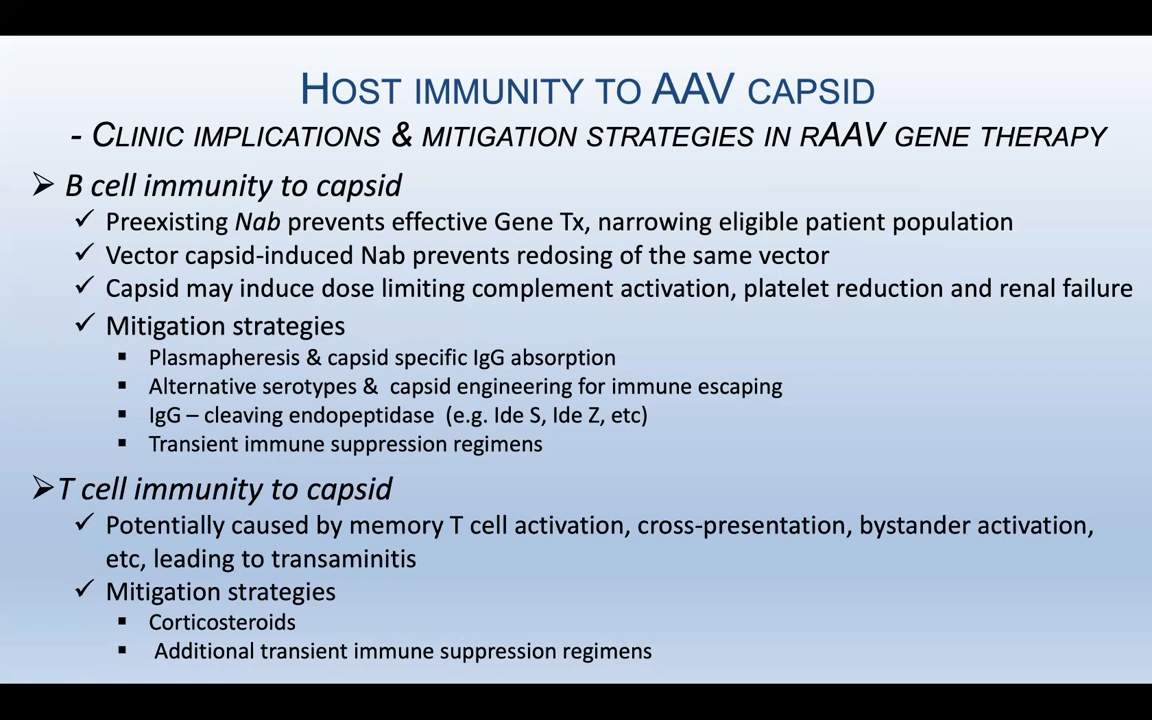 HOST IMMUNITY TO AAV CAPSID
- CLINIC IMPLICATIONS & MITIGATION STRATEGIES IN RAAV GENE THERAPY
➢ B cell immunity to capsid
✓ Preexisting Nab prevents effective Gene Tx, narrowing eligible patient population
✓ Vector capsid-induced Nab prevents redosing of the same vector
✓ Capsid may induce dose limiting complement activation, platelet reduction and renal failure
✓ Mitigation strategies
▪ Plasmapheresis & capsid specific IgG absorption
▪ Alternative serotypes & capsid engineering for immune escaping
▪ IgG – cleaving endopeptidase (e.g. Ide S, Ide Z, etc)
▪ Transient immune suppression regimens
➢ T cell immunity to capsid
✓ Potentially caused by memory T cell activation, cross-presentation, bystander activation,
etc, leading to transaminitis
✓ Mitigation strategies
▪ Corticosteroids
▪ Additional transient immune suppression regimens